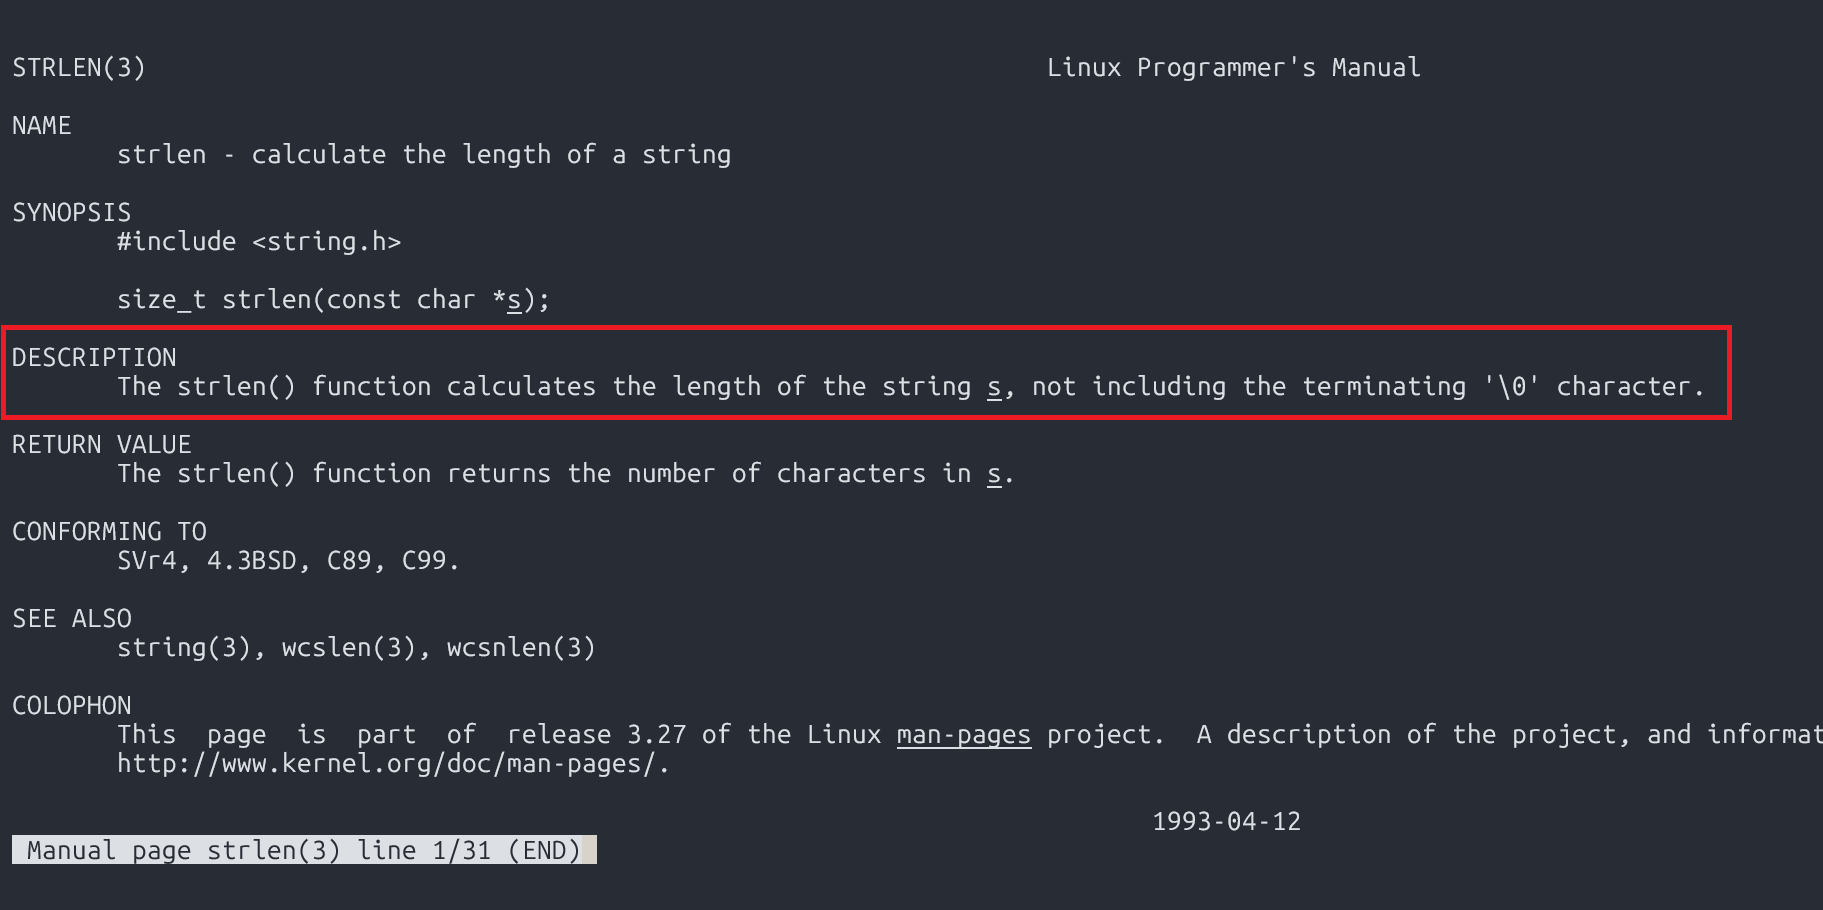 STRLEN(3) Linux Programmer's Manual
NAME
strlen - calculate the length of a string
SYNOPSIS
#include <string.h>
size_t strlen(const char *s);
DESCRIPTION
The strlen() function calculates the length of the string s, not including the terminating '\0' character.
RETURN VALUE
The strlen() function returns the number of characters in s.
CONFORMING TO
SVr4, 4.3BSD, C89, C99.
SEE ALSO
string(3), wcslen(3), wcsnlen(3)
COLOPHON
This page is part of release 3.27 of the Linux man-pages project. A description of the project, and informat
http://www.kernel.org/doc/man-pages/.
1993-04-12
Manual page strlen(3) line 1/31 (END)